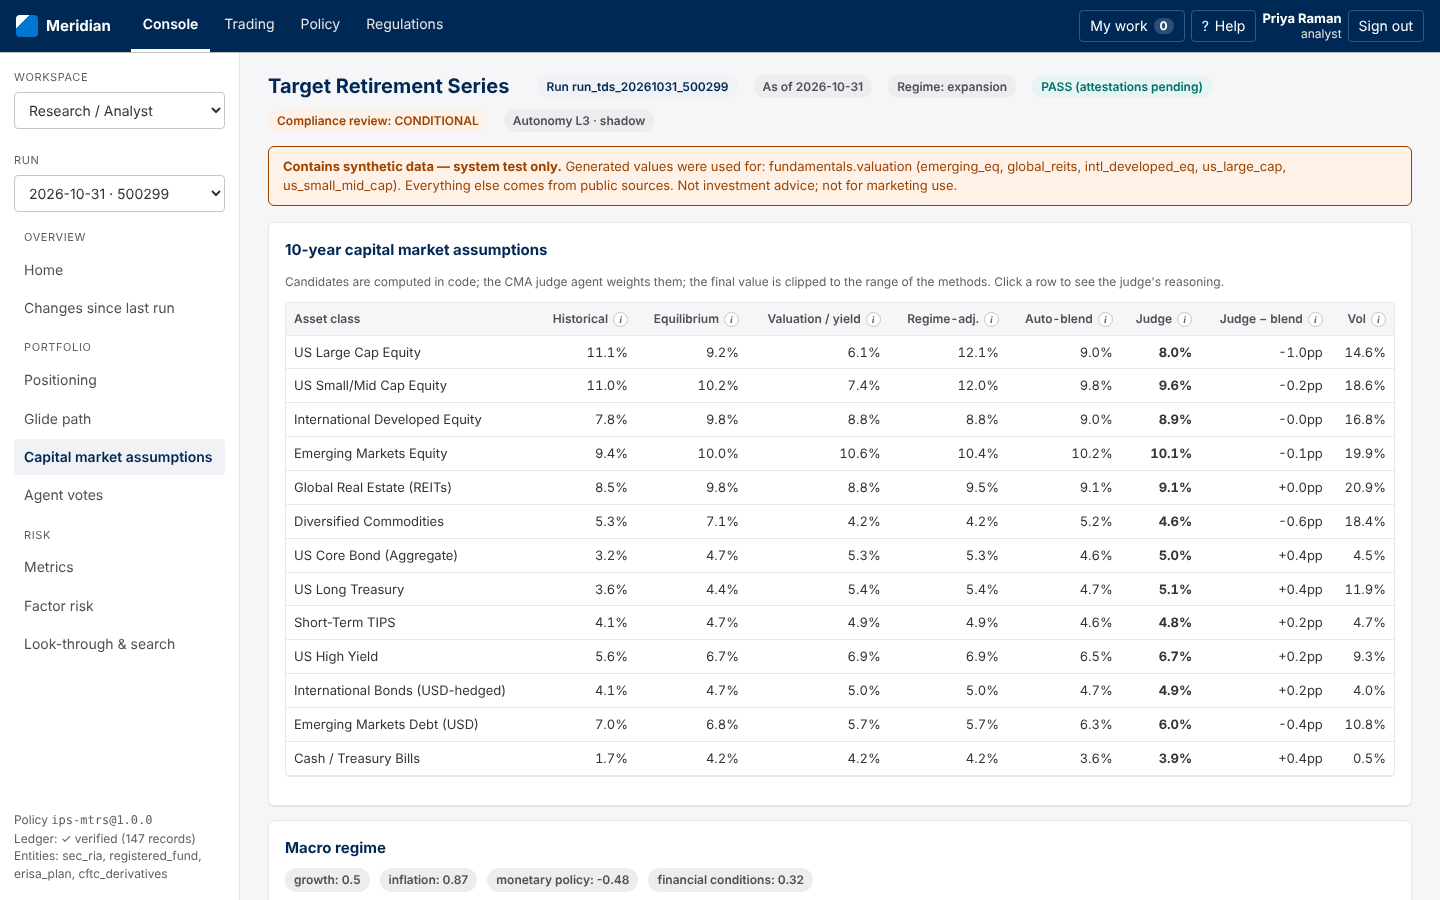 Meridian Console Trading Policy Regulations My work 0 ? Help Priya Raman analyst Sign out
WORKSPACE
Research / Analyst
RUN
2026-10-31 · 500299
OVERVIEW
Home
Changes since last run
PORTFOLIO
Positioning
Glide path
Capital market assumptions
Agent votes
RISK
Metrics
Factor risk
Look-through & search
Policy ips-mtrs@1.0.0
Ledger: ✓ verified (147 records)
Entities: sec_ria, registered_fund,
erisa_plan, cftc_derivatives
Target Retirement Series Run run_tds_20261031_500299 As of 2026-10-31 Regime: expansion PASS (attestations pending)
Compliance review: CONDITIONAL Autonomy L3 · shadow
Contains synthetic data — system test only. Generated values were used for: fundamentals.valuation (emerging_eq, global_reits, intl_developed_eq, us_large_cap,
us_small_mid_cap). Everything else comes from public sources. Not investment advice; not for marketing use.
10-year capital market assumptions
Candidates are computed in code; the CMA judge agent weights them; the final value is clipped to the range of the methods. Click a row to see the judge's reasoning.
Asset class Historical i Equilibrium i Valuation / yield i Regime-adj. i Auto-blend i Judge i Judge − blend i Vol i
US Large Cap Equity 11.1% 9.2% 6.1% 12.1% 9.0% 8.0% -1.0pp 14.6%
US Small/Mid Cap Equity 11.0% 10.2% 7.4% 12.0% 9.8% 9.6% -0.2pp 18.6%
International Developed Equity 7.8% 9.8% 8.8% 8.8% 9.0% 8.9% -0.0pp 16.8%
Emerging Markets Equity 9.4% 10.0% 10.6% 10.4% 10.2% 10.1% -0.1pp 19.9%
Global Real Estate (REITs) 8.5% 9.8% 8.8% 9.5% 9.1% 9.1% +0.0pp 20.9%
Diversified Commodities 5.3% 7.1% 4.2% 4.2% 5.2% 4.6% -0.6pp 18.4%
US Core Bond (Aggregate) 3.2% 4.7% 5.3% 5.3% 4.6% 5.0% +0.4pp 4.5%
US Long Treasury 3.6% 4.4% 5.4% 5.4% 4.7% 5.1% +0.4pp 11.9%
Short-Term TIPS 4.1% 4.7% 4.9% 4.9% 4.6% 4.8% +0.2pp 4.7%
US High Yield 5.6% 6.7% 6.9% 6.9% 6.5% 6.7% +0.2pp 9.3%
International Bonds (USD-hedged) 4.1% 4.7% 5.0% 5.0% 4.7% 4.9% +0.2pp 4.0%
Emerging Markets Debt (USD) 7.0% 6.8% 5.7% 5.7% 6.3% 6.0% -0.4pp 10.8%
Cash / Treasury Bills 1.7% 4.2% 4.2% 4.2% 3.6% 3.9% +0.4pp 0.5%
Macro regime
growth: 0.5 inflation: 0.87 monetary policy: -0.48 financial conditions: 0.32